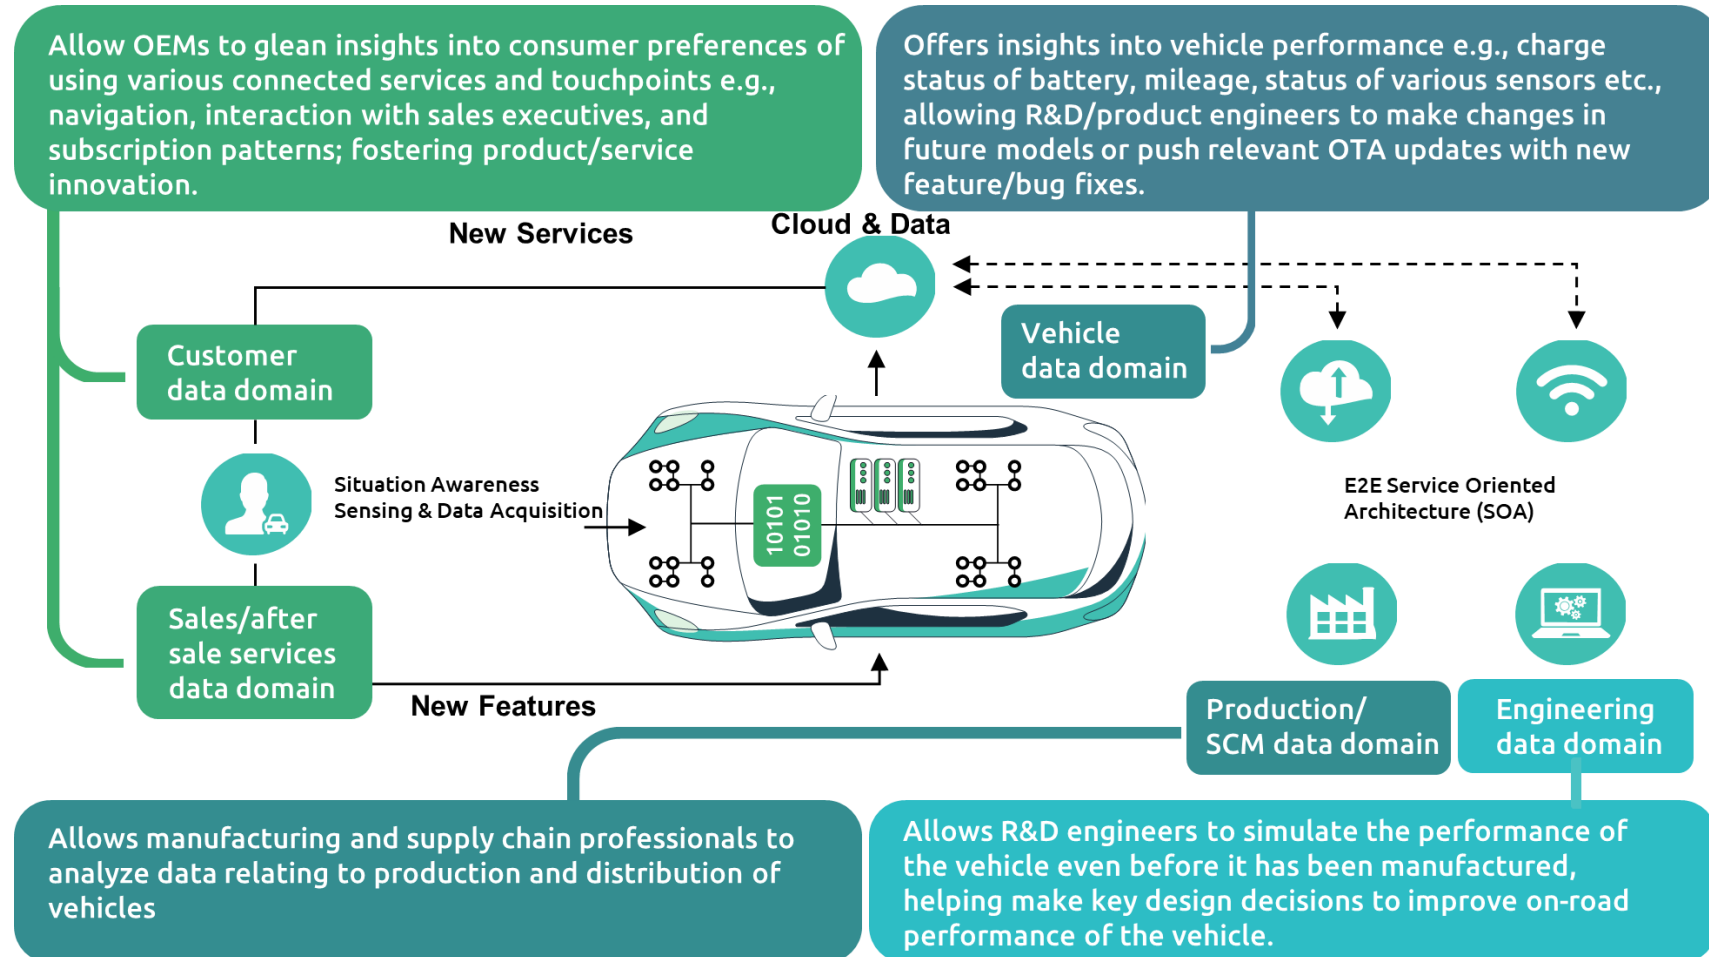 Allow OEMs to glean insights into consumer preferences of
using various connected services and touchpoints e.g.,
navigation, interaction with sales executives, and
subscription patterns; fostering product/service
innovation.
Offers insights into vehicle performance e.g., charge
status of battery, mileage, status of various sensors etc.,
allowing R&D/product engineers to make changes in
future models or push relevant OTA updates with new
feature/bug fixes.
New Services
Cloud & Data
Customer
data domain
Vehicle
data domain
Situation Awareness
Sensing & Data Acquisition
10101
01010
E2E Service Oriented
Architecture (SOA)
Sales/after
sale services
data domain
New Features
Production/
SCM data domain
Engineering
data domain
Allows manufacturing and supply chain professionals to
analyze data relating to production and distribution of
vehicles
Allows R&D engineers to simulate the performance of
the vehicle even before it has been manufactured,
helping make key design decisions to improve on-road
performance of the vehicle.